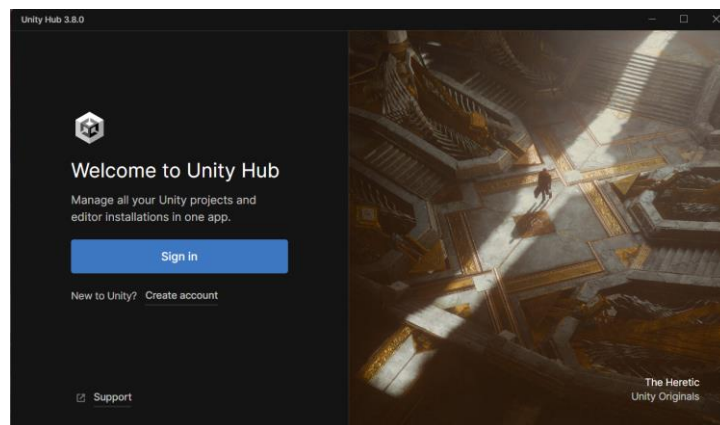 Unity Hub 3.8.0
Welcome to Unity Hub
Manage all your Unity projects and
editor installations in one app.
Sign in
New to Unity? Create account
Support
The Heretic
Unity Originals